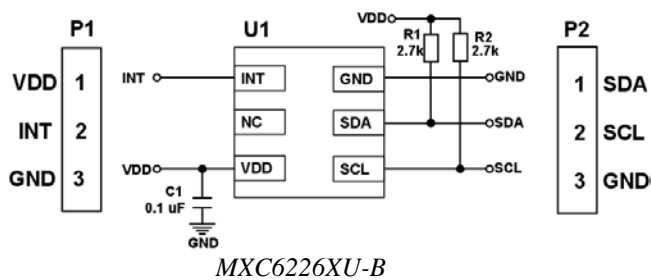 P1
VDD 1
INT 2
GND 3
U1
INT
INT
NC
VDD
VDD
C1
0.1 uF
GND
GND
SDA
SCL
VDD
R1
2.7k
R2
2.7k
GND
SDA
SCL
P2
1 SDA
2 SCL
3 GND
MXC6226XU-B